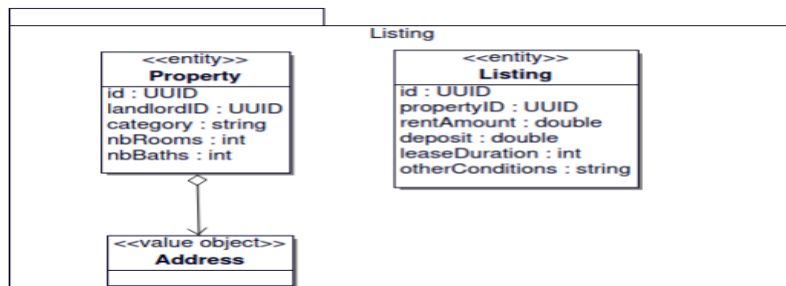 Listing
<<entity>>
Property
id : UUID
landlordID : UUID
category : string
nbRooms : int
nbBaths : int
<<entity>>
Listing
id : UUID
propertyID : UUID
rentAmount : double
deposit : double
leaseDuration : int
otherConditions : string
<<value object>>
Address